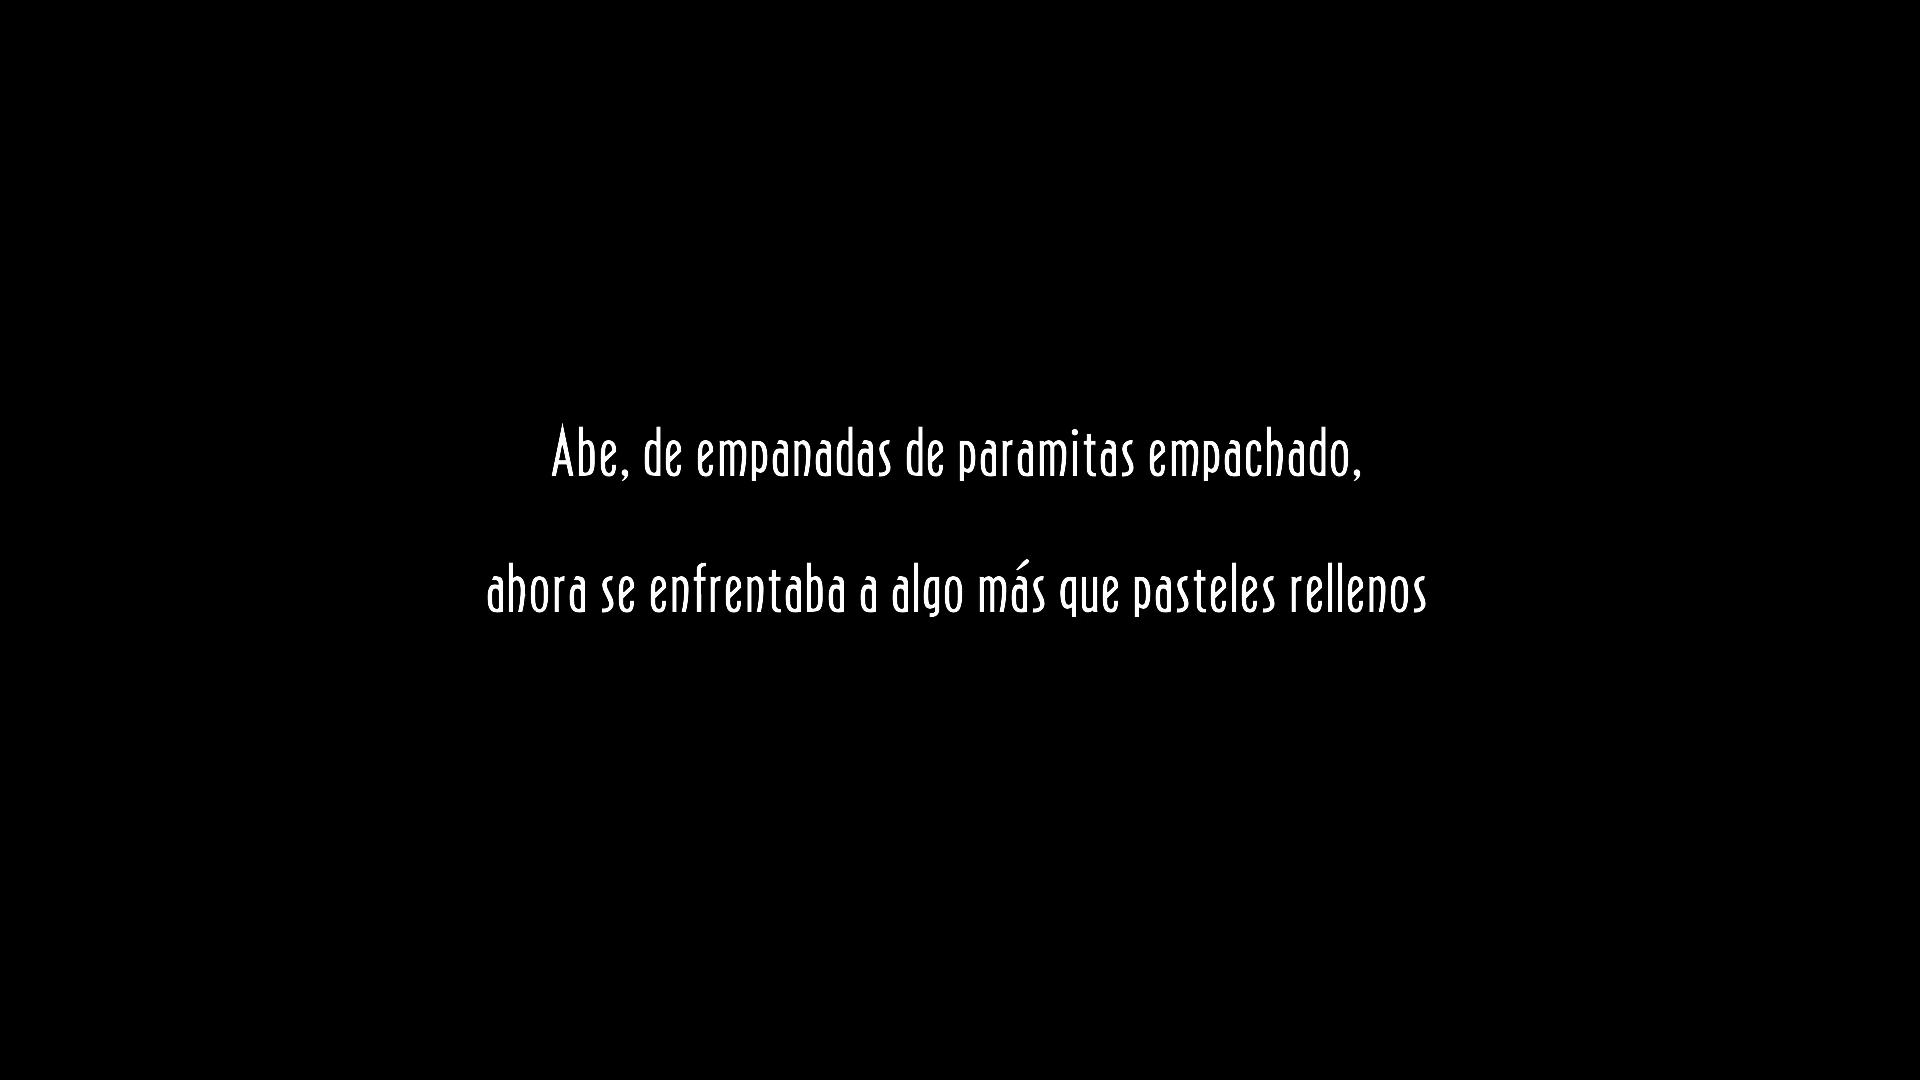 Abe, de empanadas de paramitas empachado,
ahora se enfrentaba a algo más que pasteles rellenos